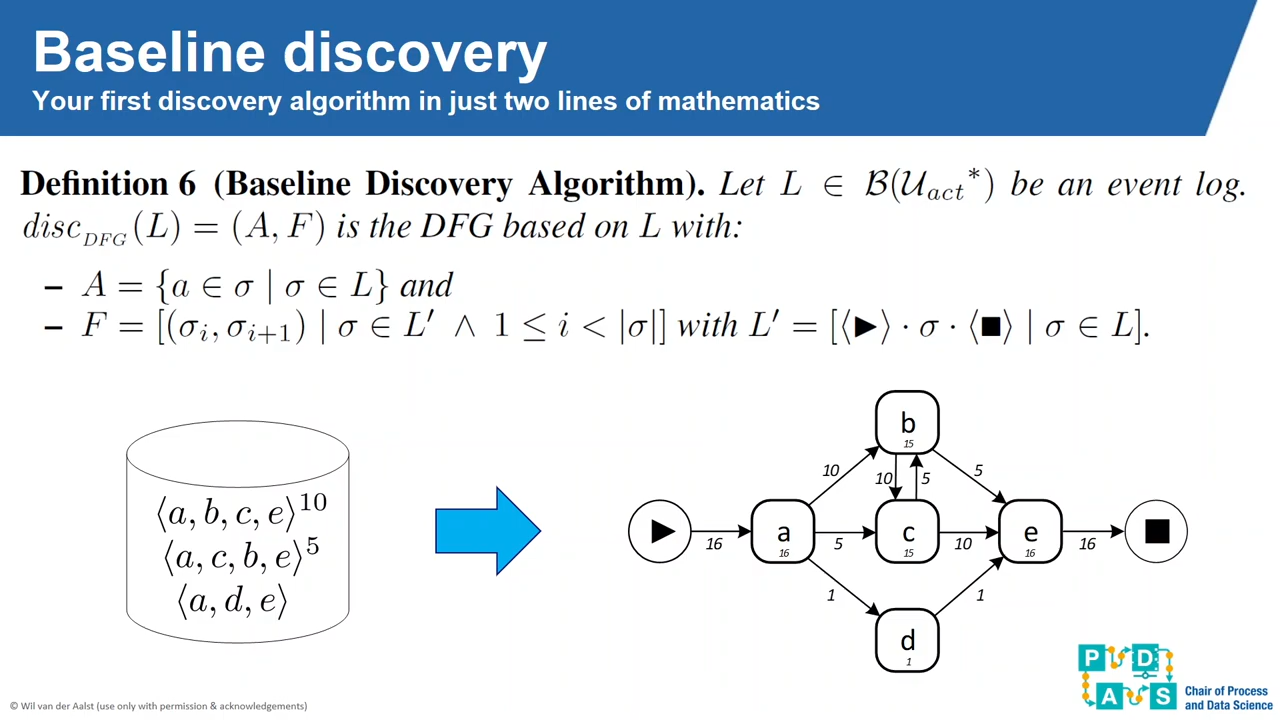 Baseline discovery
Your first discovery algorithm in just two lines of mathematics
Definition 6 (Baseline Discovery Algorithm). Let L ∈ B(U_act*) be an event log.
disc_DFG(L) = (A, F) is the DFG based on L with:
– A = {a ∈ σ | σ ∈ L} and
– F = [(σ_i, σ_{i+1}) | σ ∈ L′ ∧ 1 ≤ i < |σ|] with L′ = [⟨▶⟩ · σ · ⟨■⟩ | σ ∈ L].
⟨a, b, c, e⟩^10
⟨a, c, b, e⟩^5
⟨a, d, e⟩
b
15
10
10
5
5
a
16
c
15
e
16
16
5
10
16
1
1
d
1
P D
A S
Chair of Process
and Data Science
© Wil van der Aalst (use only with permission & acknowledgements)